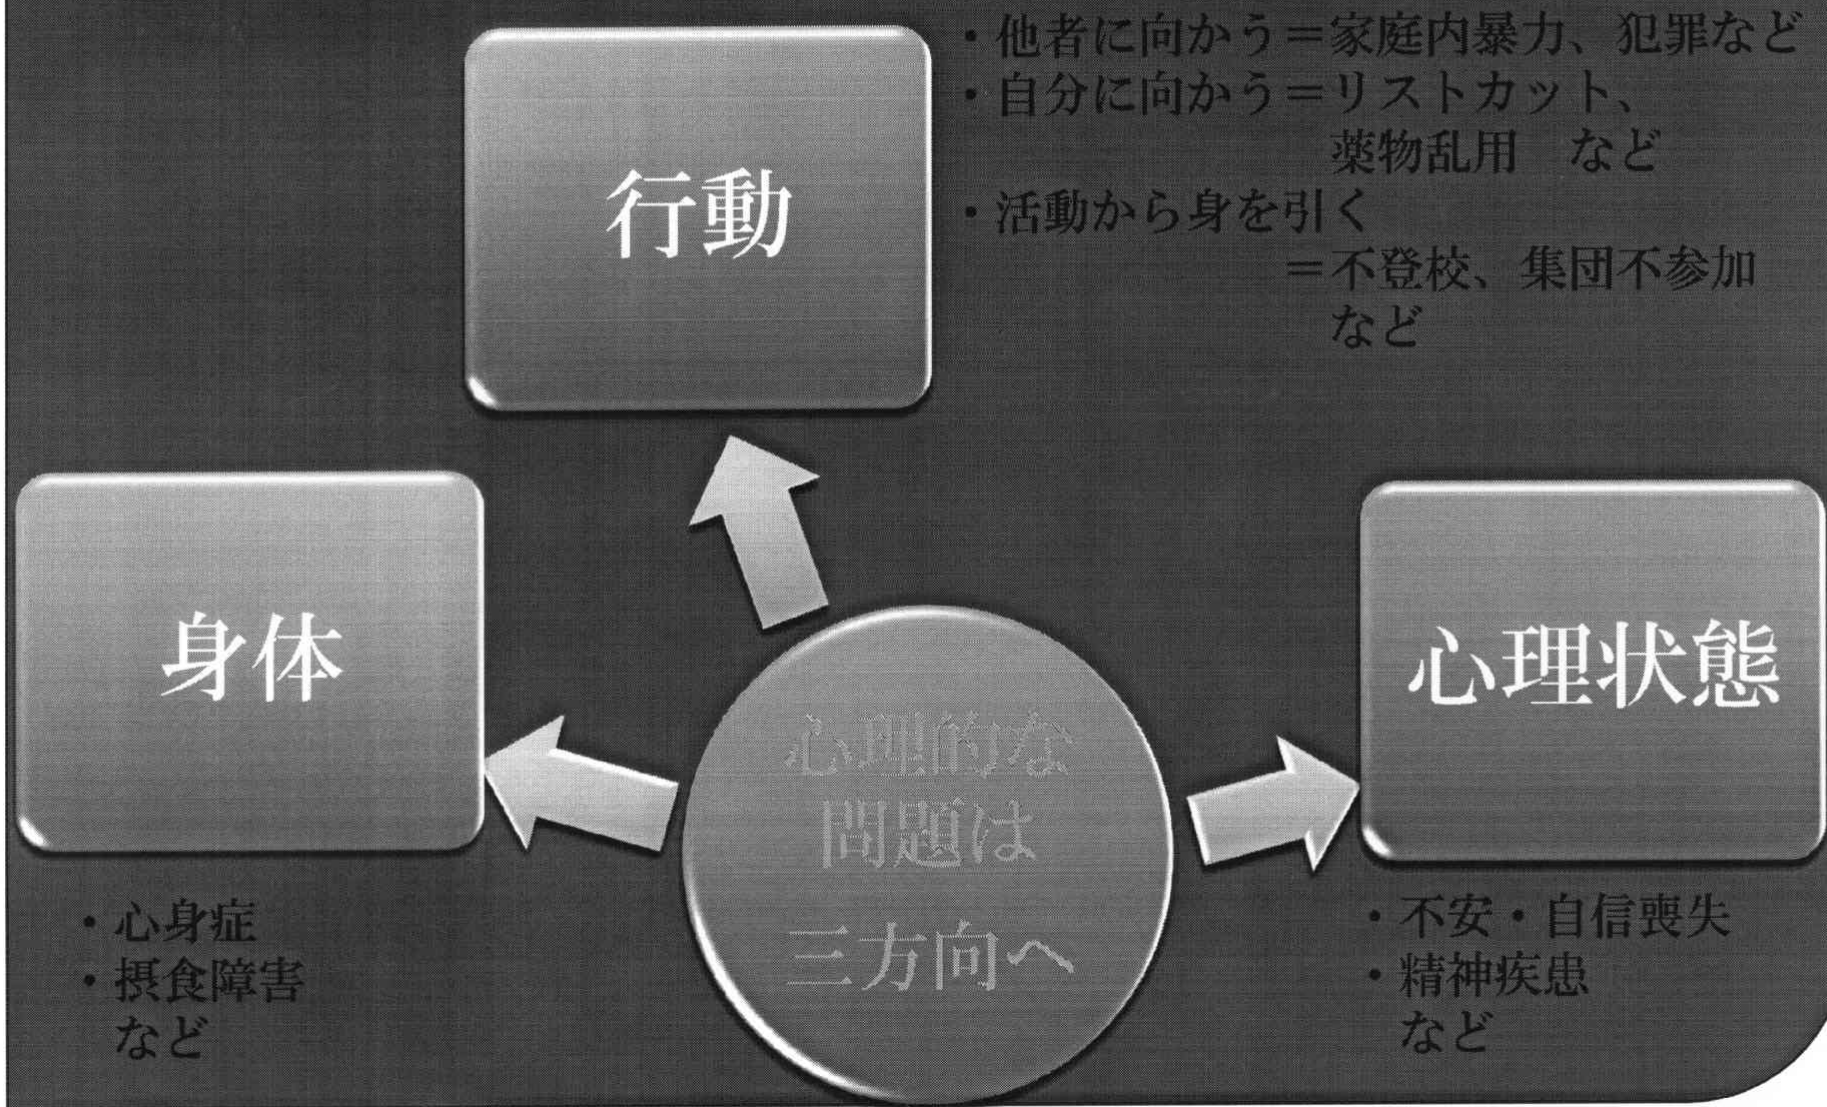 ・他者に向かう＝家庭内暴力、犯罪など
・自分に向かう＝リストカット、
薬物乱用　など
・活動から身を引く
＝不登校、集団不参加
など
行動
身体
・心身症
・摂食障害
など
心理的な
問題は
三方向へ
心理状態
・不安・自信喪失
・精神疾患
など